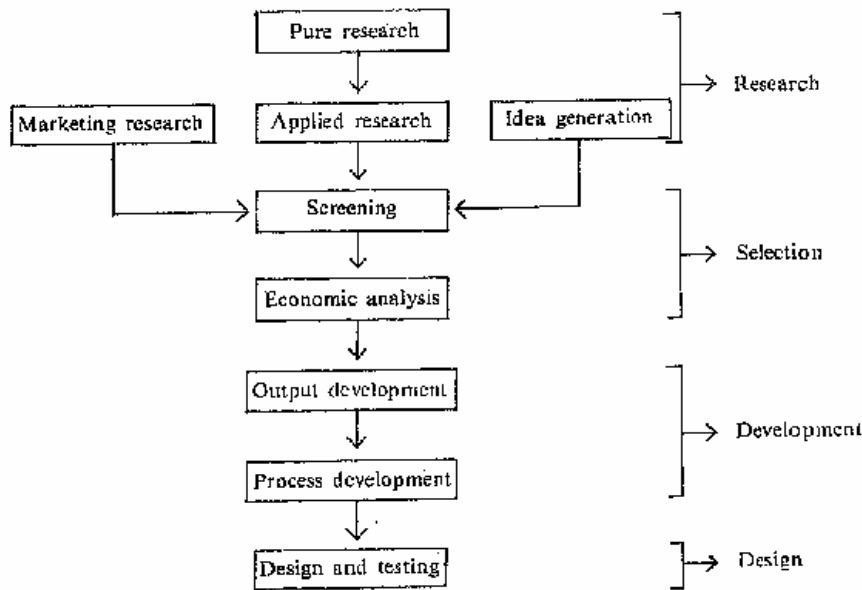 Pure research
Research
Marketing research
Applied research
Idea generation
Screening
Selection
Economic analysis
Output development
Development
Process development
Design and testing
Design